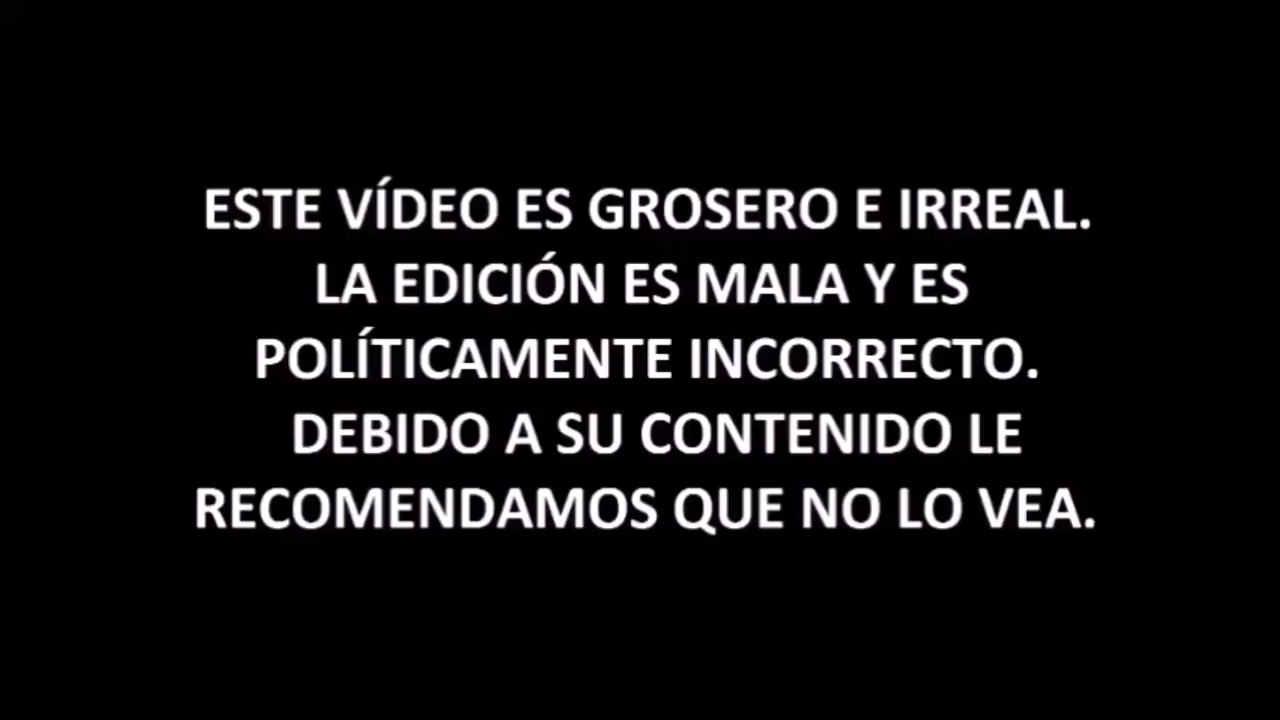 ESTE VÍDEO ES GROSERO E IRREAL.
LA EDICIÓN ES MALA Y ES
POLÍTICAMENTE INCORRECTO.
DEBIDO A SU CONTENIDO LE
RECOMENDAMOS QUE NO LO VEA.